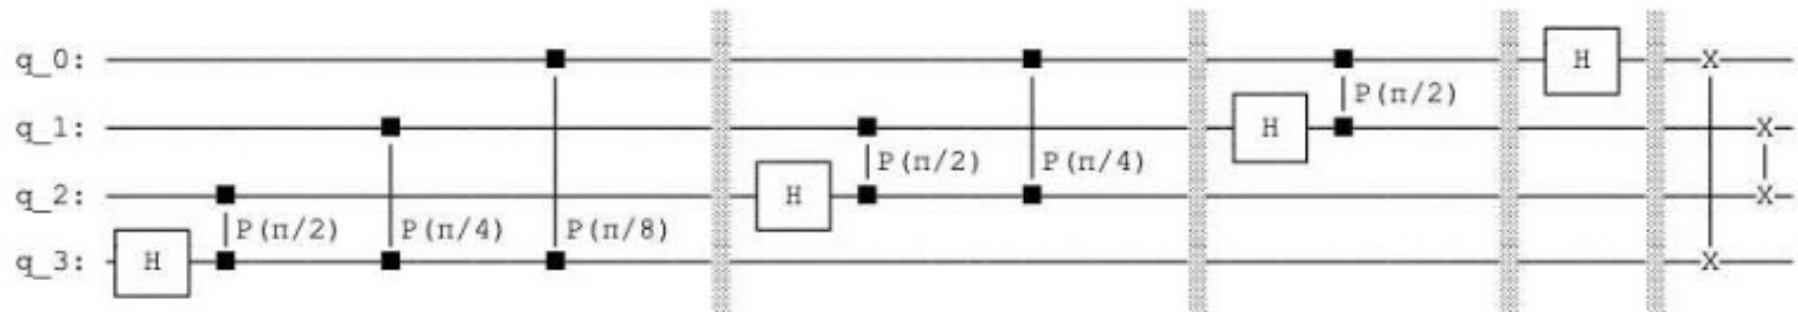 q_0: H X
P(π/2)
q_1: H X
P(π/2) P(π/4)
q_2: H X
P(π/2) P(π/4) P(π/8)
q_3: H X